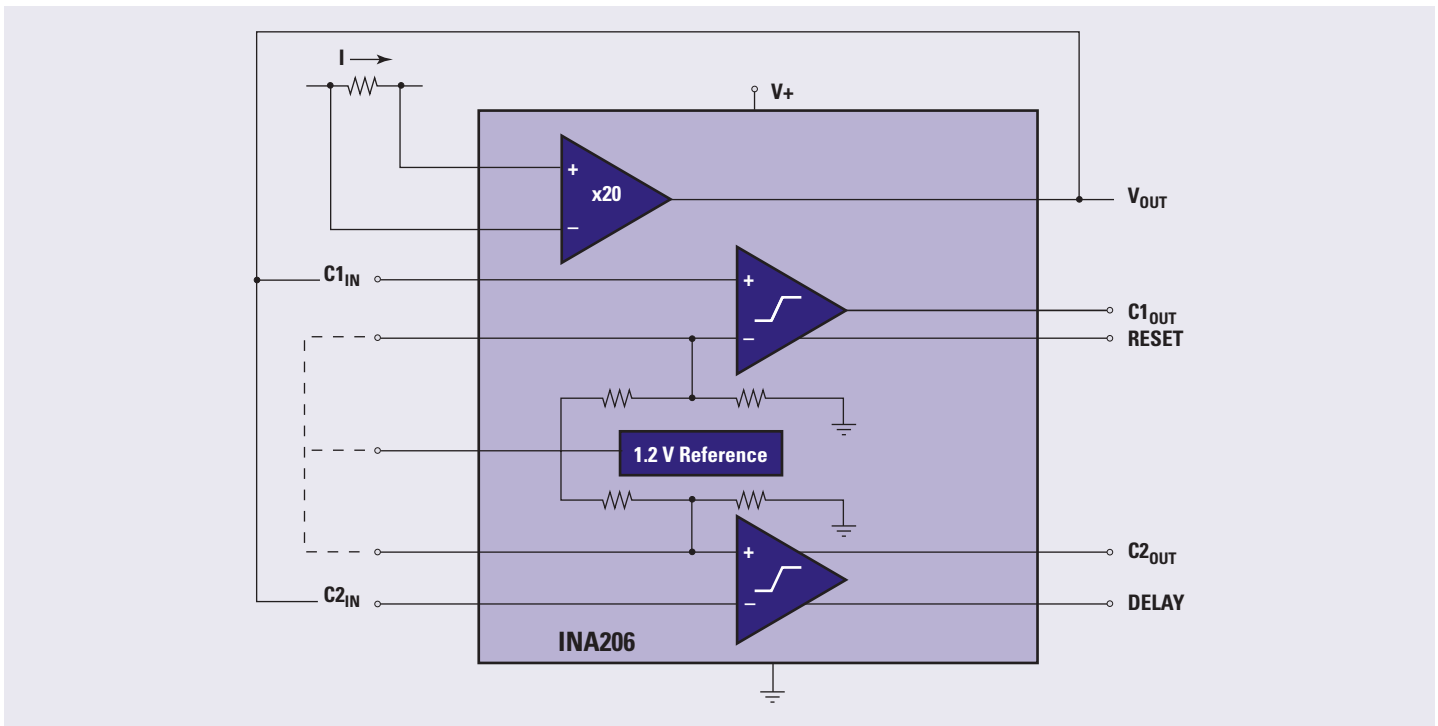 I
V+
+
x20
−
VOUT
C1IN
+
−
C1OUT
RESET
1.2 V Reference
+
−
C2OUT
C2IN
DELAY
INA206